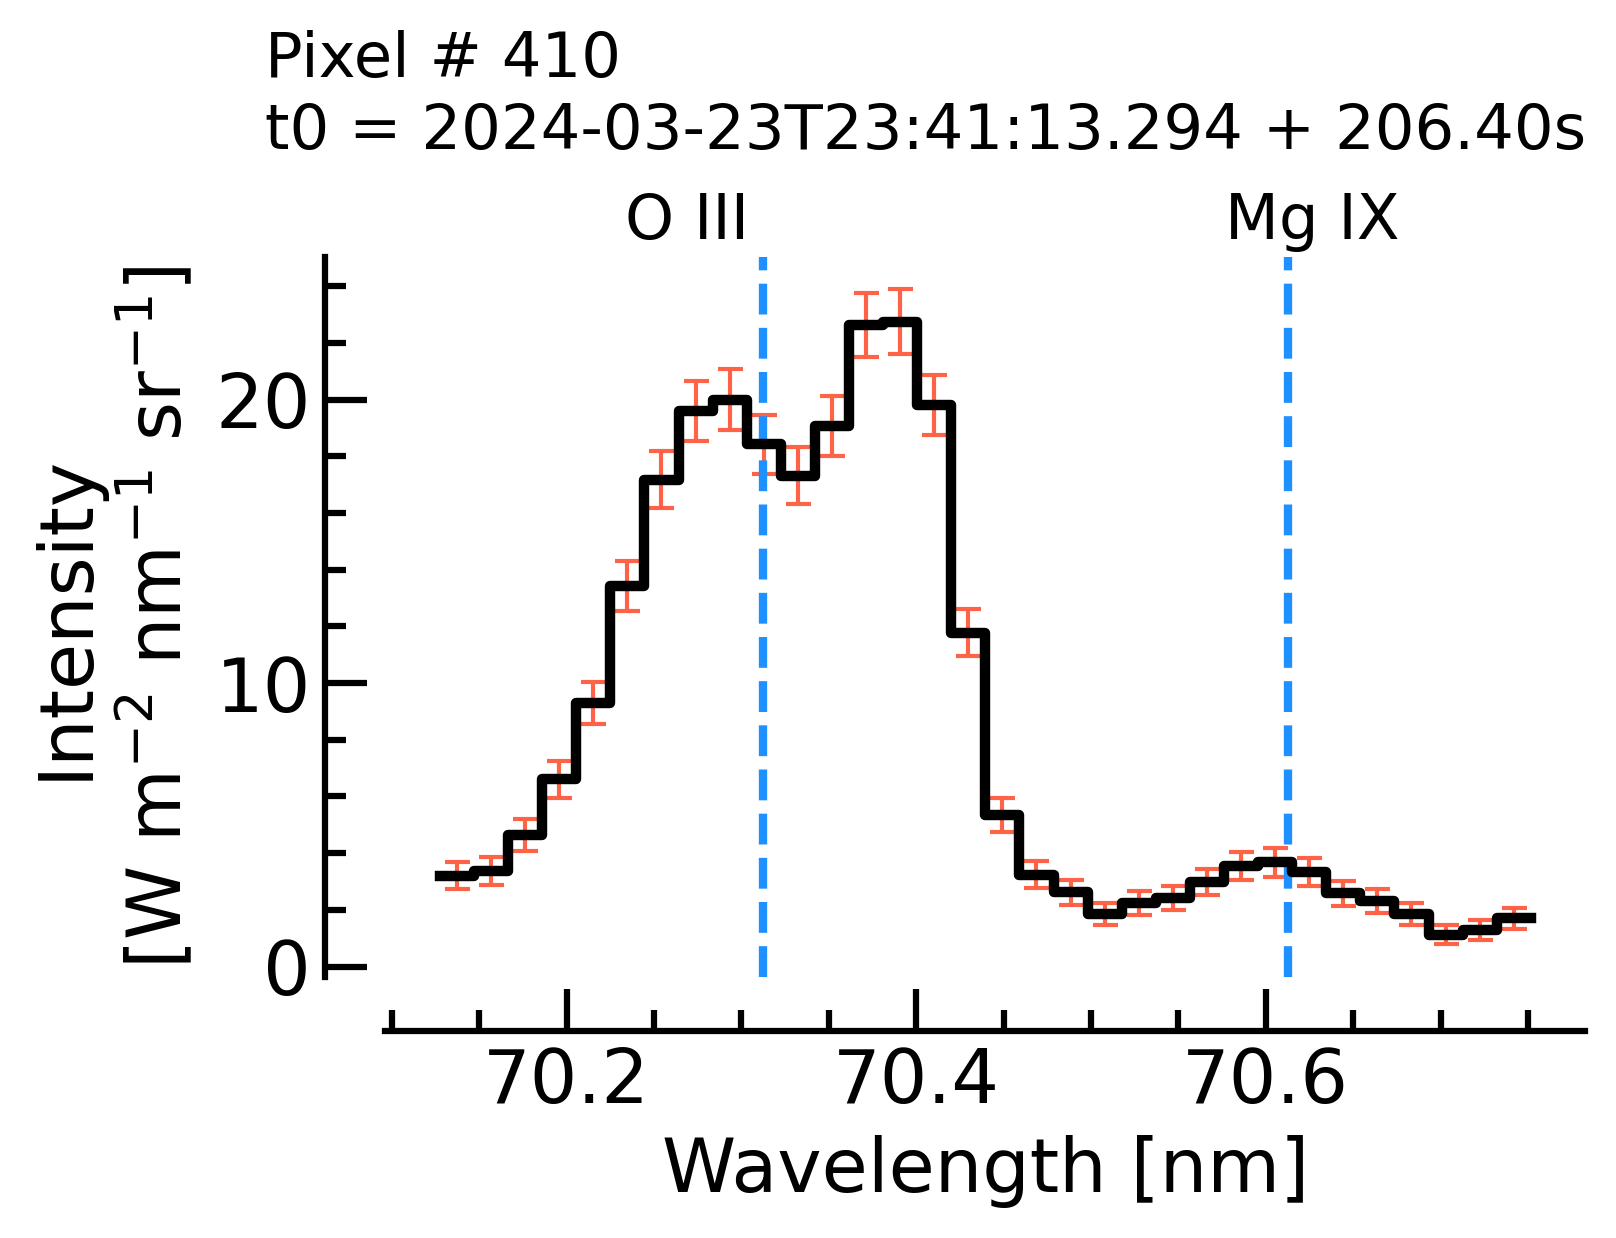 Pixel # 410
t0 = 2024-03-23T23:41:13.294 + 206.40s
O III
Mg IX
Intensity
[W m⁻² nm⁻¹ sr⁻¹]
20
10
0
70.2
70.4
70.6
Wavelength [nm]